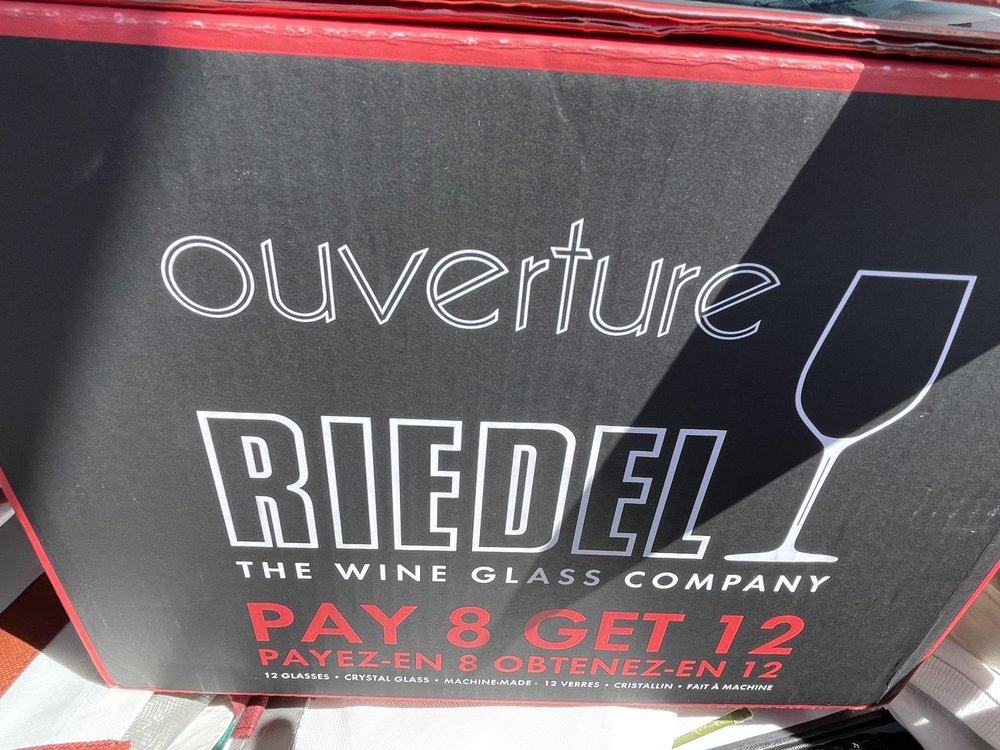 ouverture
RIEDEL
THE WINE GLASS COMPANY
PAY 8 GET 12
PAYEZ-EN 8 OBTENEZ-EN 12
12 GLASSES • CRYSTAL GLASS • MACHINE-MADE • 12 VERRES • CRISTALLIN • FAIT À MACHINE